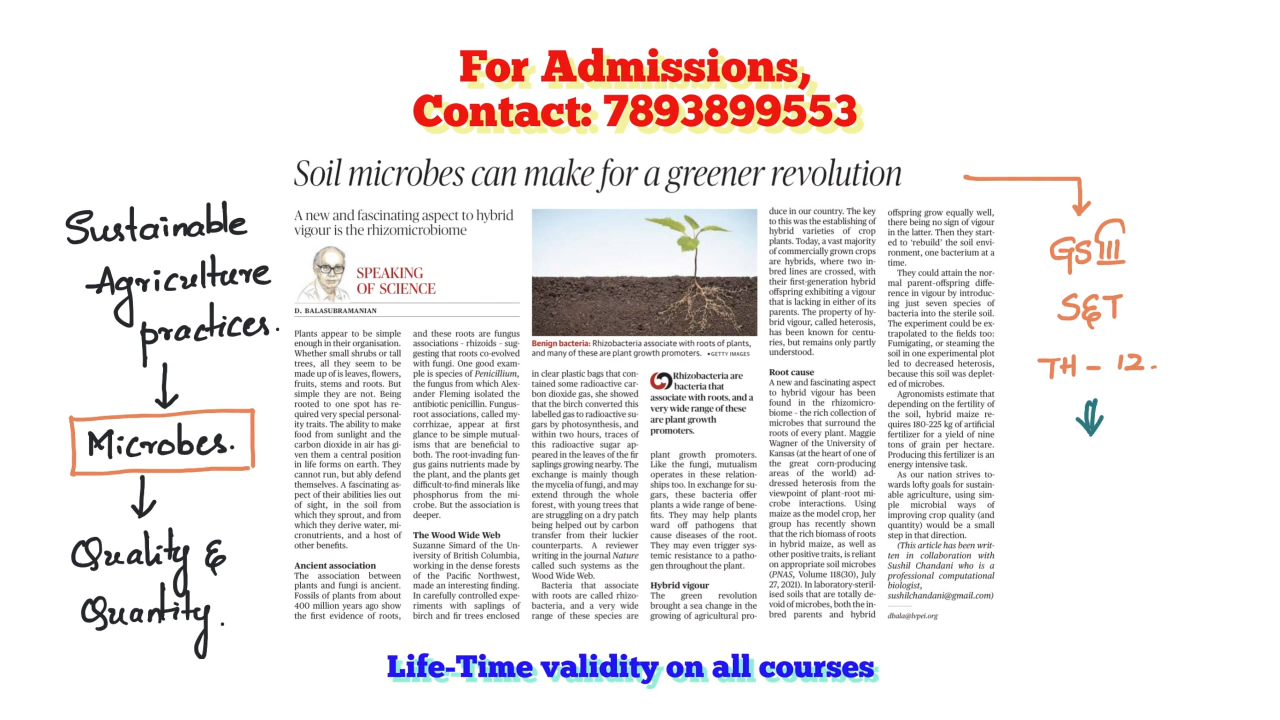 For Admissions,
Contact: 7893899553
Soil microbes can make for a greener revolution
Sustainable
Agriculture
practices.
Microbes.
Quality &
Quantity.
A new and fascinating aspect to hybrid
vigour is the rhizomicrobiome
SPEAKING
OF SCIENCE
D. BALASUBRAMANIAN
Plants appear to be simple
enough in their organisation.
Whether small shrubs or tall
trees, all they seem to be
made up of is leaves, flowers,
fruits, stems and roots. But
simple they are not. Being
rooted to one spot has re-
quired very special personal-
ity traits. The ability to make
food from sunlight and the
carbon dioxide in air has gi-
ven them a central position
in life forms on earth. They
cannot run, but ably defend
themselves. A fascinating as-
pect of their abilities lies out
of sight, in the soil from
which they sprout, and from
which they derive water, mi-
cronutrients, and a host of
other benefits.
Ancient association
The association between
plants and fungi is ancient.
Fossils of plants from about
400 million years ago show
the first evidence of roots,
and these roots are fungus
associations - rhizoids - sug-
gesting that roots co-evolved
with fungi. One good exam-
ple is species of Penicillium,
the fungus from which Alex-
ander Fleming isolated the
antibiotic penicillin. Fungus-
root associations, called my-
corrhizae, appear at first
glance to be simple mutual-
isms that are beneficial to
both. The root-invading fun-
gus gains nutrients made by
the plant, and the plants get
difficult-to-find minerals like
phosphorus from the mi-
crobe. But the association is
deeper.
The Wood Wide Web
Suzanne Simard of the Un-
iversity of British Columbia,
working in the dense forests
of the Pacific Northwest,
made an interesting finding.
In carefully controlled expe-
riments with saplings of
birch and fir trees enclosed
Benign bacteria: Rhizobacteria associate with roots of plants,
and many of these are plant growth promoters. •GETTY IMAGES
in clear plastic bags that con-
tained some radioactive car-
bon dioxide gas, she showed
that the birch converted this
labelled gas to radioactive su-
gars by photosynthesis, and
within two hours, traces of
this radioactive sugar ap-
peared in the leaves of the fir
saplings growing nearby. The
exchange is mainly though
the mycelia of fungi, and may
extend through the whole
forest, with young trees that
are struggling on a dry patch
being helped out by carbon
transfer from their luckier
counterparts. A reviewer
writing in the journal Nature
called such systems as the
Wood Wide Web.
Bacteria that associate
with roots are called rhizo-
bacteria, and a very wide
range of these species are
Rhizobacteria are
bacteria that
associate with roots, and a
very wide range of these
are plant growth
promoters.
plant growth promoters.
Like the fungi, mutualism
operates in these relation-
ships too. In exchange for su-
gars, these bacteria offer
plants a wide range of bene-
fits. They may help plants
ward off pathogens that
cause diseases of the root.
They may even trigger sys-
temic resistance to a patho-
gen throughout the plant.
Hybrid vigour
The green revolution
brought a sea change in the
growing of agricultural pro-
duce in our country. The key
to this was the establishing of
hybrid varieties of crop
plants. Today, a vast majority
of commercially grown crops
are hybrids, where two in-
bred lines are crossed, with
their first-generation hybrid
offspring exhibiting a vigour
that is lacking in either of its
parents. The property of hy-
brid vigour, called heterosis,
has been known for centu-
ries, but remains only partly
understood.
Root cause
A new and fascinating aspect
to hybrid vigour has been
found in the rhizomicro-
biome - the rich collection of
microbes that surround the
roots of every plant. Maggie
Wagner of the University of
Kansas (at the heart of one of
the great corn-producing
areas of the world) ad-
dressed heterosis from the
viewpoint of plant-root mi-
crobe interactions. Using
maize as the model crop, her
group has recently shown
that the rich biomass of roots
in hybrid maize, as well as
other positive traits, is reliant
on appropriate soil microbes
(PNAS, Volume 118(30), July
27, 2021). In laboratory-steril-
ised soils that are totally de-
void of microbes, both the in-
bred parents and hybrid
offspring grow equally well,
there being no sign of vigour
in the latter. Then they start-
ed to 'rebuild' the soil envi-
ronment, one bacterium at a
time.
They could attain the nor-
mal parent-offspring diffe-
rence in vigour by introduc-
ing just seven species of
bacteria into the sterile soil.
The experiment could be ex-
trapolated to the fields too:
Fumigating, or steaming the
soil in one experimental plot
led to decreased heterosis,
because this soil was deplet-
ed of microbes.
Agronomists estimate that
depending on the fertility of
the soil, hybrid maize re-
quires 180-225 kg of artificial
fertilizer for a yield of nine
tons of grain per hectare.
Producing this fertilizer is an
energy intensive task.
As our nation strives to-
wards lofty goals for sustain-
able agriculture, using sim-
ple microbial ways of
improving crop quality (and
quantity) would be a small
step in that direction.
(This article has been writ-
ten in collaboration with
Sushil Chandani who is a
professional computational
biologist,
sushilchandani@gmail.com)
dbala@lvpei.org
GS III
S&T
TH - 12.
Life-Time validity on all courses